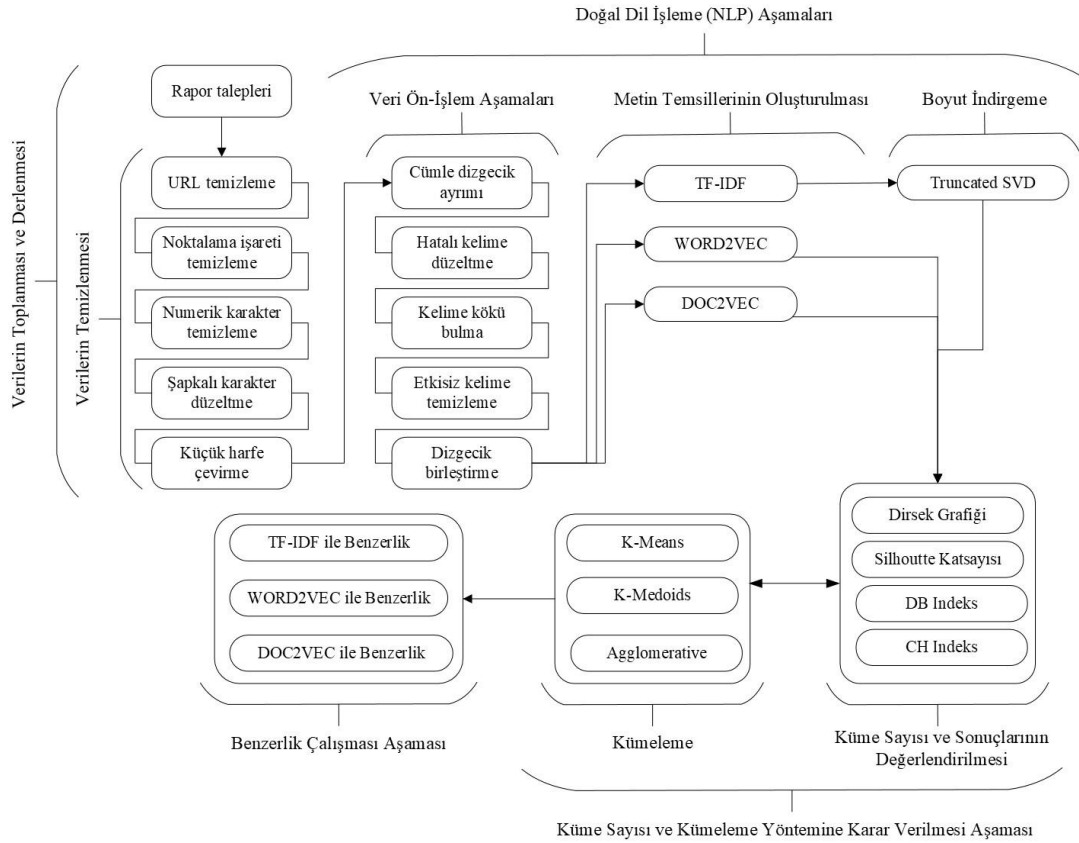 Doğal Dil İşleme (NLP) Aşamaları
Verilerin Toplanması ve Derlenmesi
Verilerin Temizlenmesi
Rapor talepleri
URL temizleme
Noktalama işareti
temizleme
Numerik karakter
temizleme
Şapkalı karakter
düzeltme
Küçük harfe
çevirme
Veri Ön-İşlem Aşamaları
Cümle dizgecik
ayrımı
Hatalı kelime
düzeltme
Kelime kökü
bulma
Etkisiz kelime
temizleme
Dizgecik
birleştirme
Metin Temsillerinin Oluşturulması
TF-IDF
WORD2VEC
DOC2VEC
Boyut İndirgeme
Truncated SVD
Dirsek Grafiği
Silhoutte Katsayısı
DB Indeks
CH Indeks
Küme Sayısı ve Sonuçlarının
Değerlendirilmesi
K-Means
K-Medoids
Agglomerative
Kümeleme
TF-IDF ile Benzerlik
WORD2VEC ile Benzerlik
DOC2VEC ile Benzerlik
Benzerlik Çalışması Aşaması
Küme Sayısı ve Kümeleme Yöntemine Karar Verilmesi Aşaması